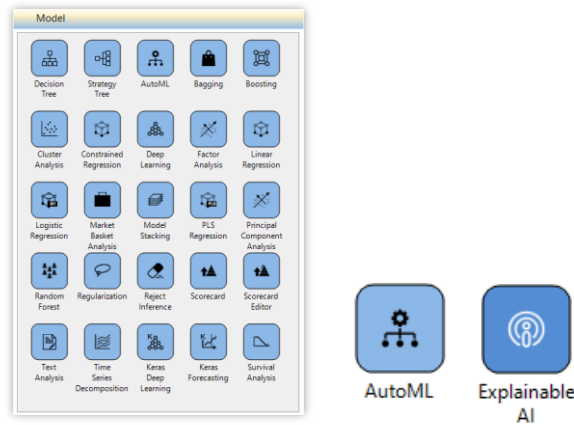 Model
Decision
Tree
Strategy
Tree
AutoML
Bagging
Boosting
Cluster
Analysis
Constrained
Regression
Deep
Learning
Factor
Analysis
Linear
Regression
Logistic
Regression
Market
Basket
Analysis
Model
Stacking
PLS
Regression
Principal
Component
Analysis
Random
Forest
Regularization
Reject
Inference
Scorecard
Scorecard
Editor
Text
Analysis
Time
Series
Decomposition
Keras
Deep
Learning
Keras
Forecasting
Survival
Analysis
AutoML
Explainable
AI